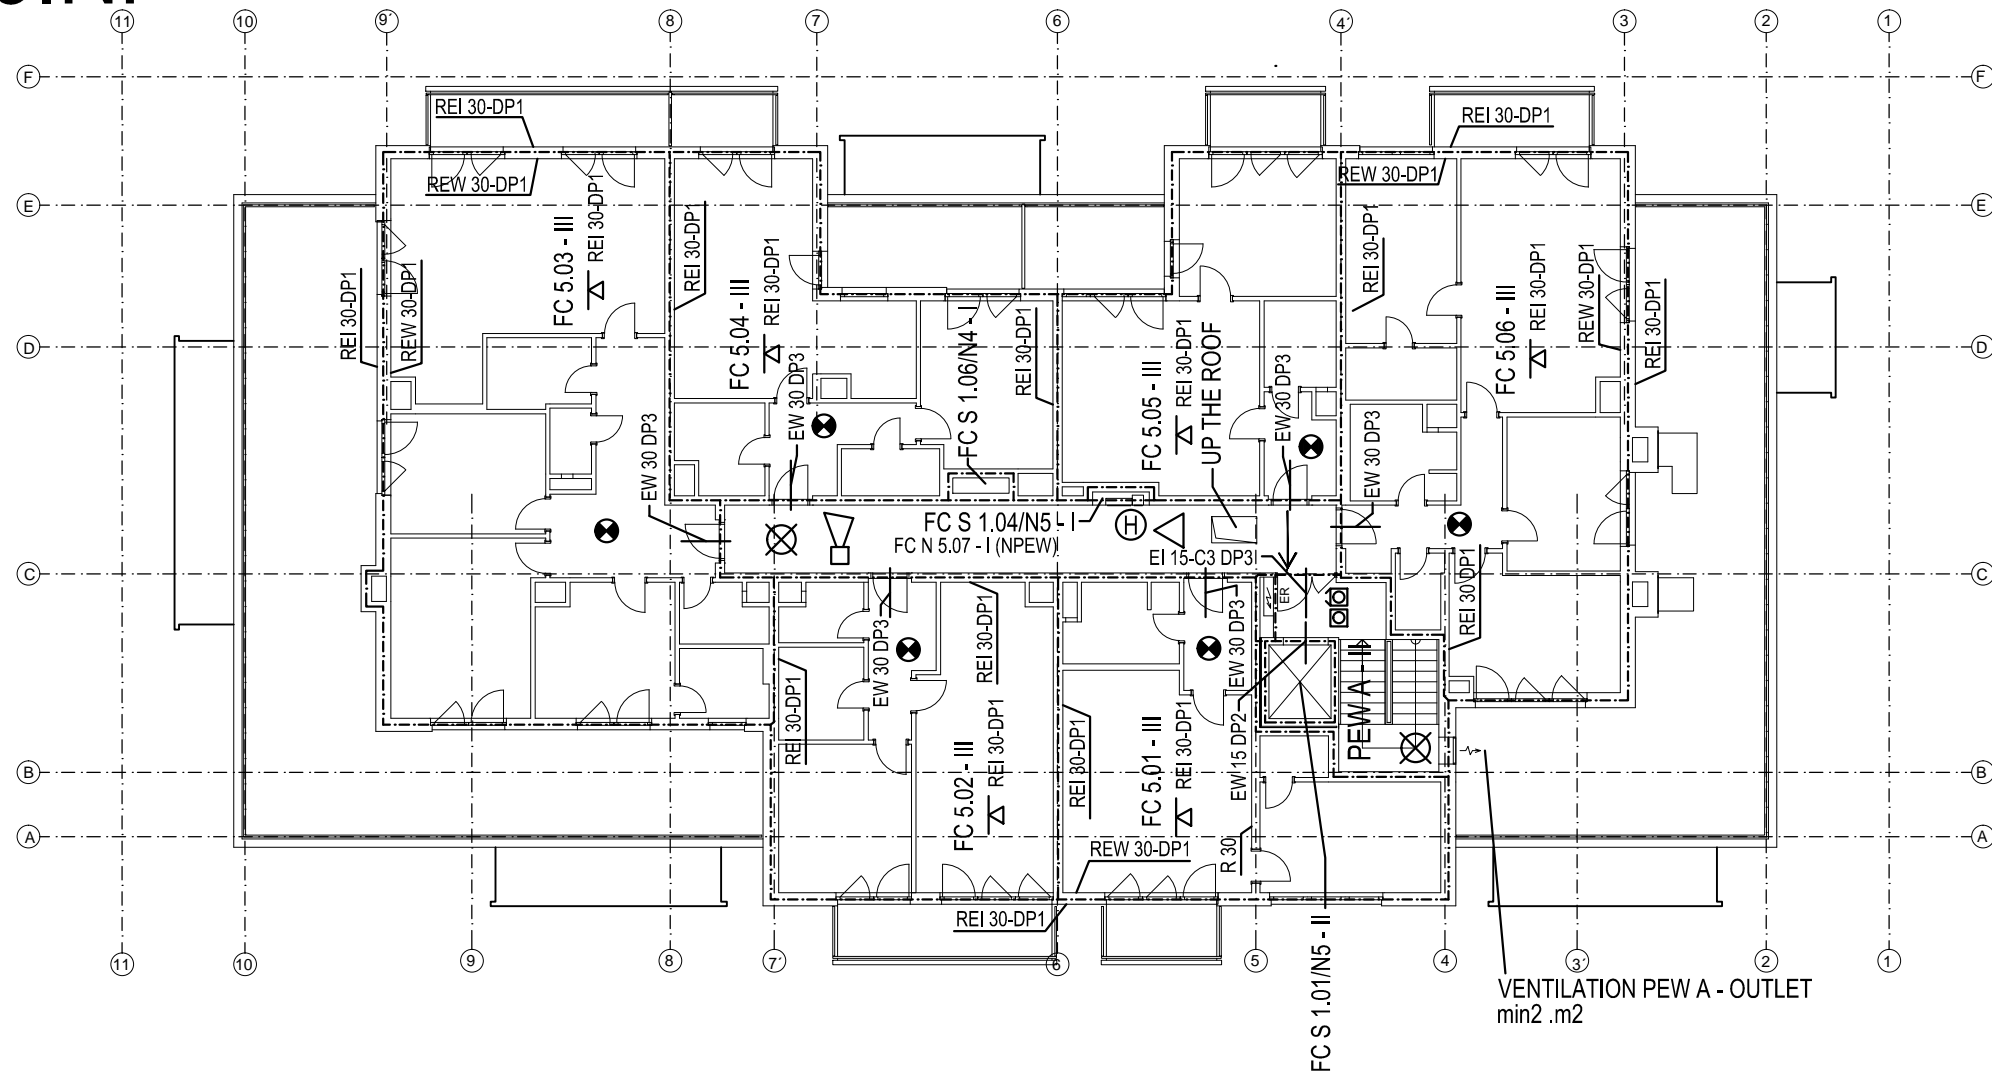 11
10
9´
8
7
6
4´
3
2
1
F
F
REI 30-DP1
REI 30-DP1
REW 30-DP1
REW 30-DP1
E
E
REI 30-DP1
REW 30-DP1
FC 5.03 - III
REI 30-DP1
REI 30-DP1
FC 5.04 - III
REI 30-DP1
FC S 1.06/N4 - I
REI 30-DP1
FC 5.05 - III
REI 30-DP1
UP THE ROOF
REI 30-DP1
FC 5.06 - III
REI 30-DP1
REW 30-DP1
REI 30-DP1
D
D
EW 30 DP3
EW 30 DP3
EW 30 DP3
EW 30 DP3
FC S 1.04/N5 - I
H
FC N 5.07 - I (NPEW)
EI 15-C3 DP3
C
C
ER
REI 30-DP1
EW 30 DP3
REI 30-DP1
FC 5.02 - III
REI 30-DP1
REI 30-DP1
FC 5.01 - III
REI 30-DP1
EW 30 DP3
EW 15 DP2
PEW A - II
REI 30 DP1
B
B
A
A
R 30
REW 30-DP1
REI 30-DP1
11
10
9
8
7´
6
5
4
3´
2
1
FC S 1.01/N5 - II
VENTILATION PEW A - OUTLET
min2 .m2